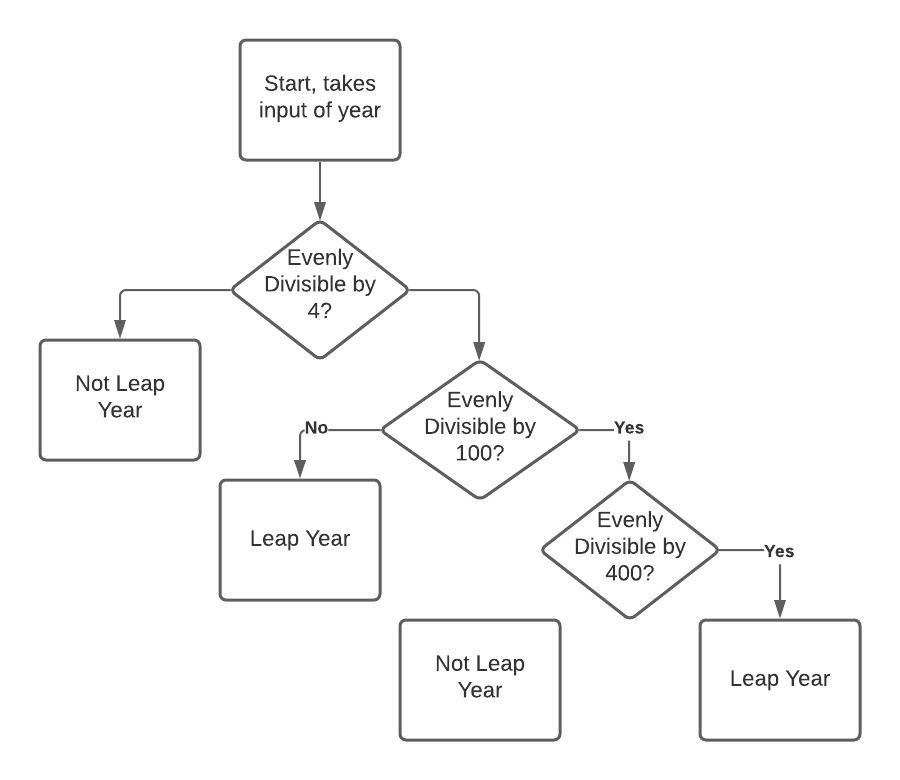 Start, takes
input of year
Evenly
Divisible by
4?
Not Leap
Year
Evenly
Divisible by
100?
No
Yes
Leap Year
Evenly
Divisible by
400?
Yes
Not Leap
Year
Leap Year